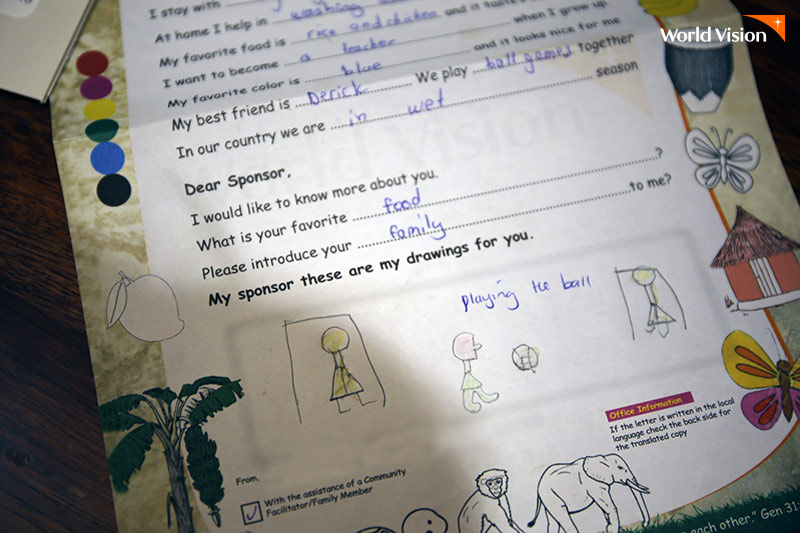 World Vision
I stay with
At home I help in washing
My favorite food is rice and chicken and it tastes
I want to become a teacher when I grow up.
My favorite color is blue and it looks nice for me
My best friend is Derick We play ball games together
In our country we are in wet season
Dear Sponsor,
I would like to know more about you.
What is your favorite food ?
Please introduce your family to me?
My sponsor these are my drawings for you.
playing the ball
Office Information
If the letter is written in the local
language check the back side for
the translated copy
From,
With the assistance of a Community
Facilitator/Family Member
each other." Gen 31: